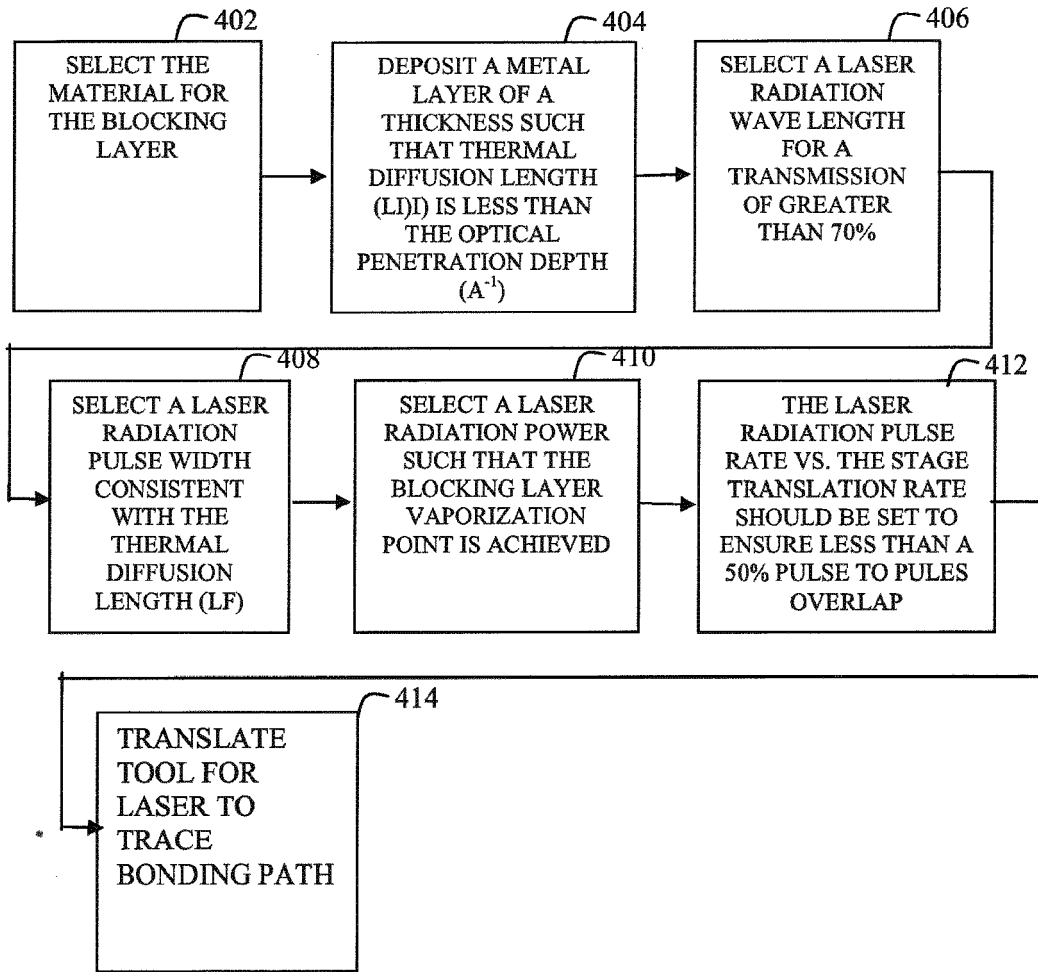 402
SELECT THE
MATERIAL FOR
THE BLOCKING
LAYER
404
DEPOSIT A METAL
LAYER OF A
THICKNESS SUCH
THAT THERMAL
DIFFUSION LENGTH
(LI)I) IS LESS THAN
THE OPTICAL
PENETRATION DEPTH
(A⁻¹)
406
SELECT A LASER
RADIATION
WAVE LENGTH
FOR A
TRANSMISSION
OF GREATER
THAN 70%
408
SELECT A LASER
RADIATION
PULSE WIDTH
CONSISTENT
WITH THE
THERMAL
DIFFUSION
LENGTH (LF)
410
SELECT A LASER
RADIATION POWER
SUCH THAT THE
BLOCKING LAYER
VAPORIZATION
POINT IS ACHIEVED
412
THE LASER
RADIATION PULSE
RATE VS. THE STAGE
TRANSLATION RATE
SHOULD BE SET TO
ENSURE LESS THAN A
50% PULSE TO PULES
OVERLAP
414
TRANSLATE
TOOL FOR
LASER TO
TRACE
BONDING PATH